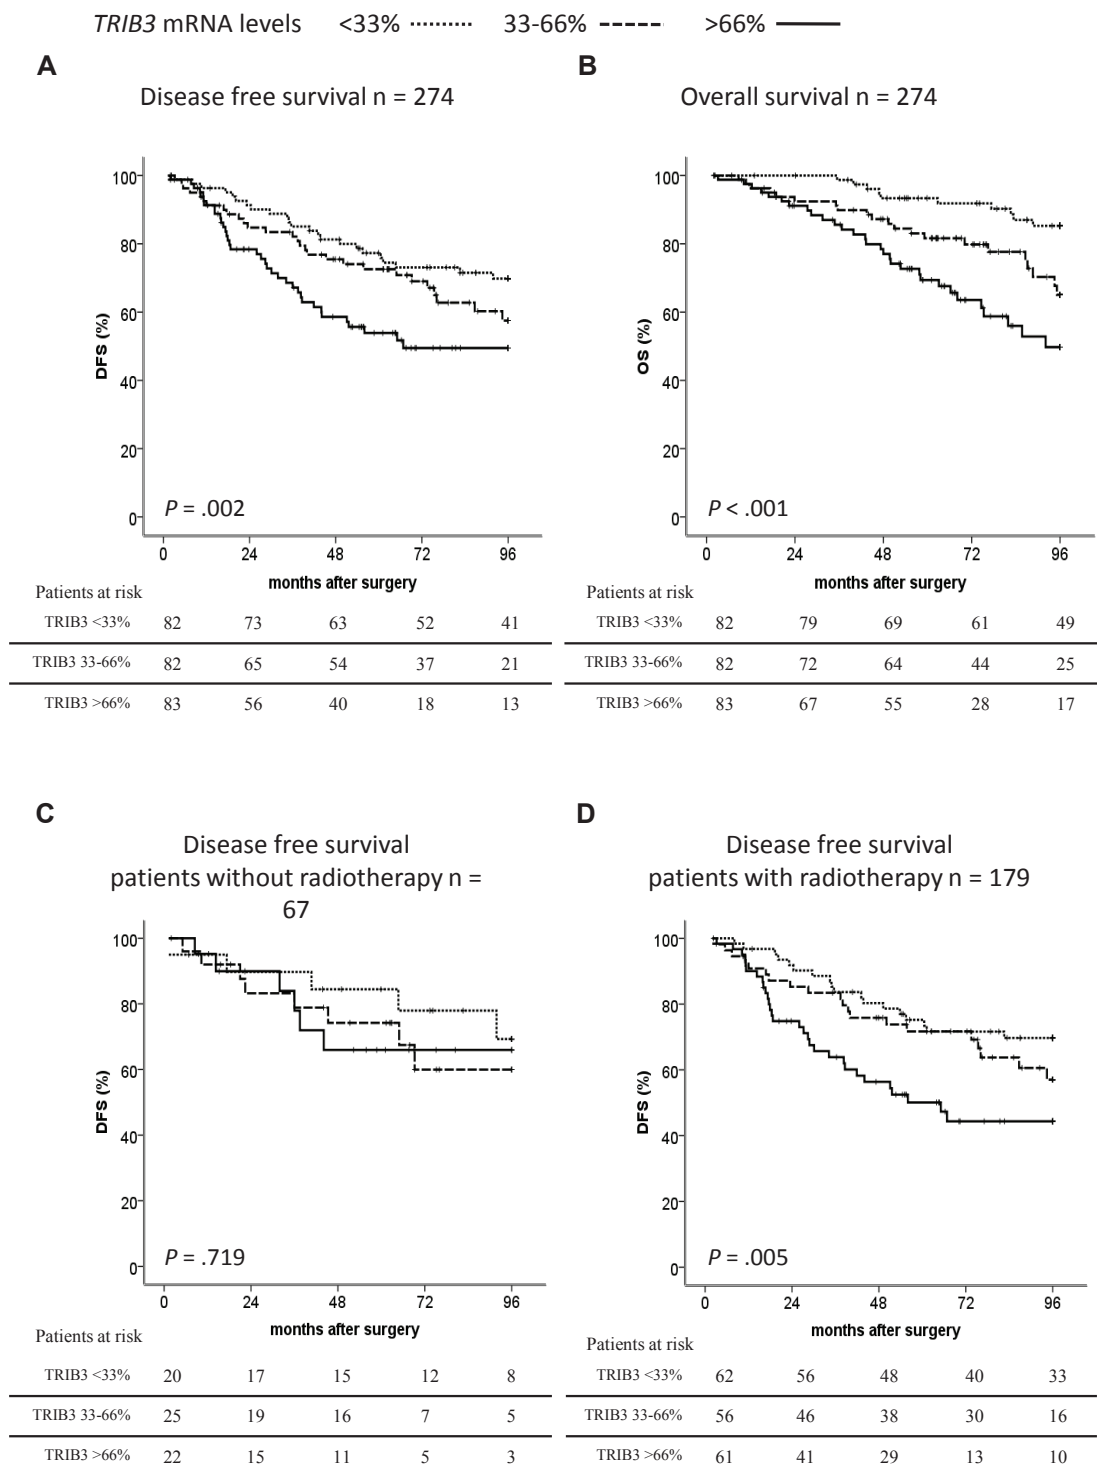 TRIB3 mRNA levels <33% 33-66% >66%
A
Disease free survival n = 274
100
80
60
40
20
0
DFS (%)
P = .002
0 24 48 72 96
months after surgery
Patients at risk
TRIB3 <33% 82 73 63 52 41
TRIB3 33-66% 82 65 54 37 21
TRIB3 >66% 83 56 40 18 13
B
Overall survival n = 274
100
80
60
40
20
0
OS (%)
P < .001
0 24 48 72 96
months after surgery
Patients at risk
TRIB3 <33% 82 79 69 61 49
TRIB3 33-66% 82 72 64 44 25
TRIB3 >66% 83 67 55 28 17
C
Disease free survival
patients without radiotherapy n =
67
100
80
60
40
20
0
DFS (%)
P = .719
0 24 48 72 96
months after surgery
Patients at risk
TRIB3 <33% 20 17 15 12 8
TRIB3 33-66% 25 19 16 7 5
TRIB3 >66% 22 15 11 5 3
D
Disease free survival
patients with radiotherapy n = 179
100
80
60
40
20
0
DFS (%)
P = .005
0 24 48 72 96
months after surgery
Patients at risk
TRIB3 <33% 62 56 48 40 33
TRIB3 33-66% 56 46 38 30 16
TRIB3 >66% 61 41 29 13 10